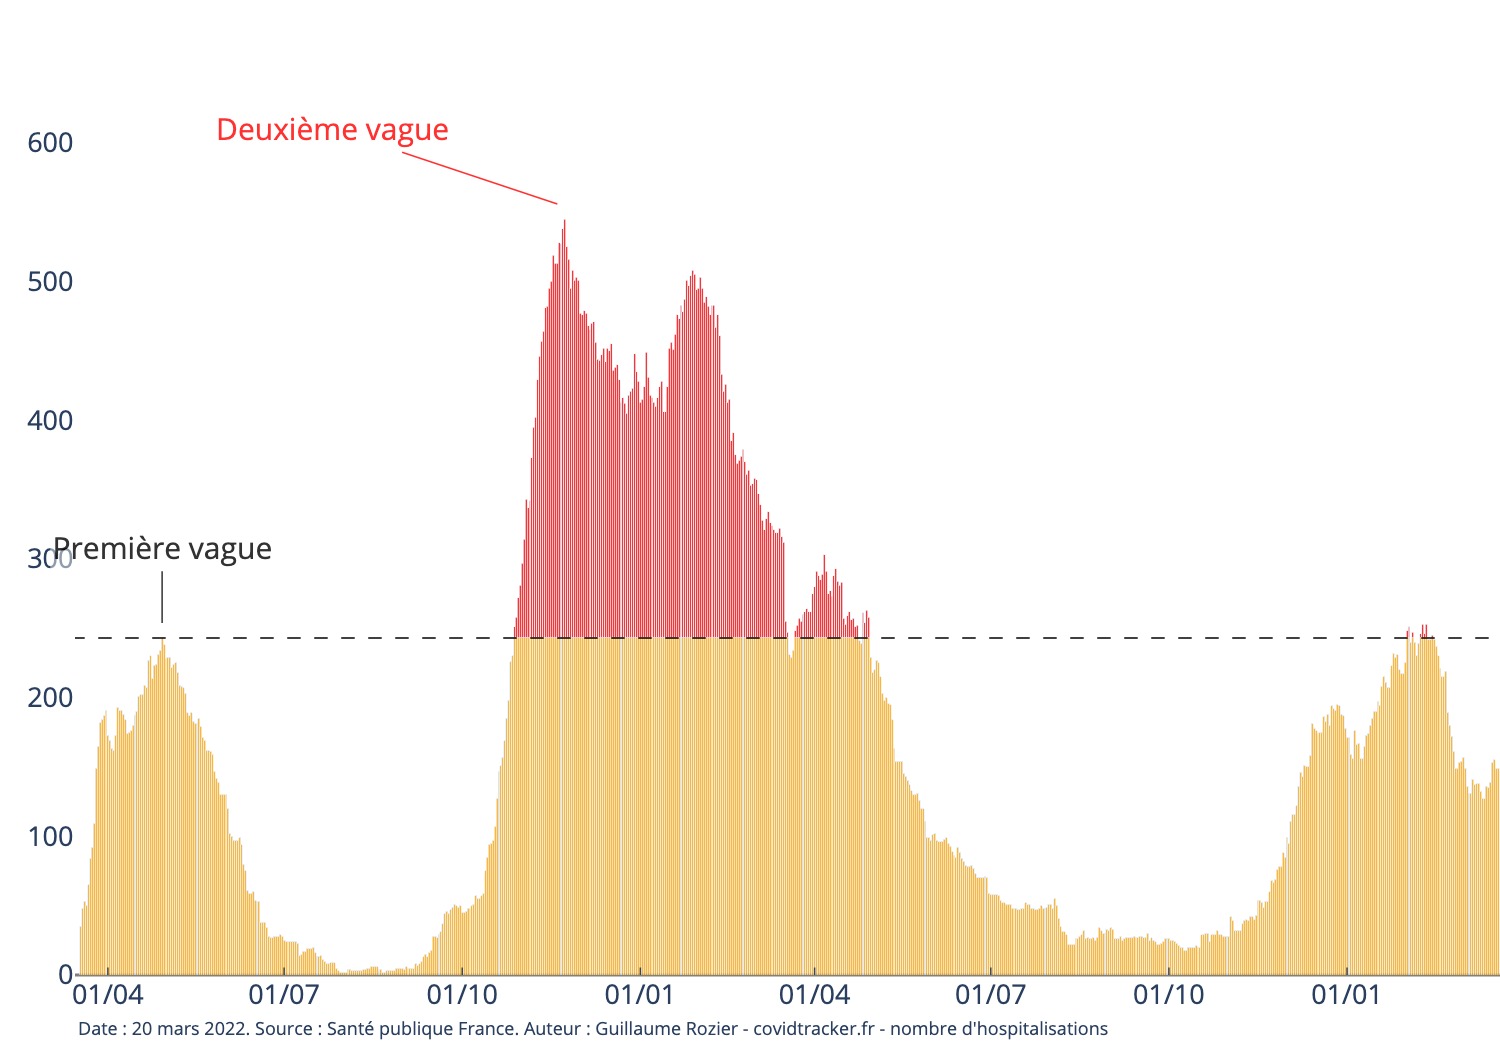 Deuxième vague
600
500
400
300
Première vague
200
100
0
01/04 01/07 01/10 01/01 01/04 01/07 01/10 01/01
Date : 20 mars 2022. Source : Santé publique France. Auteur : Guillaume Rozier - covidtracker.fr - nombre d'hospitalisations